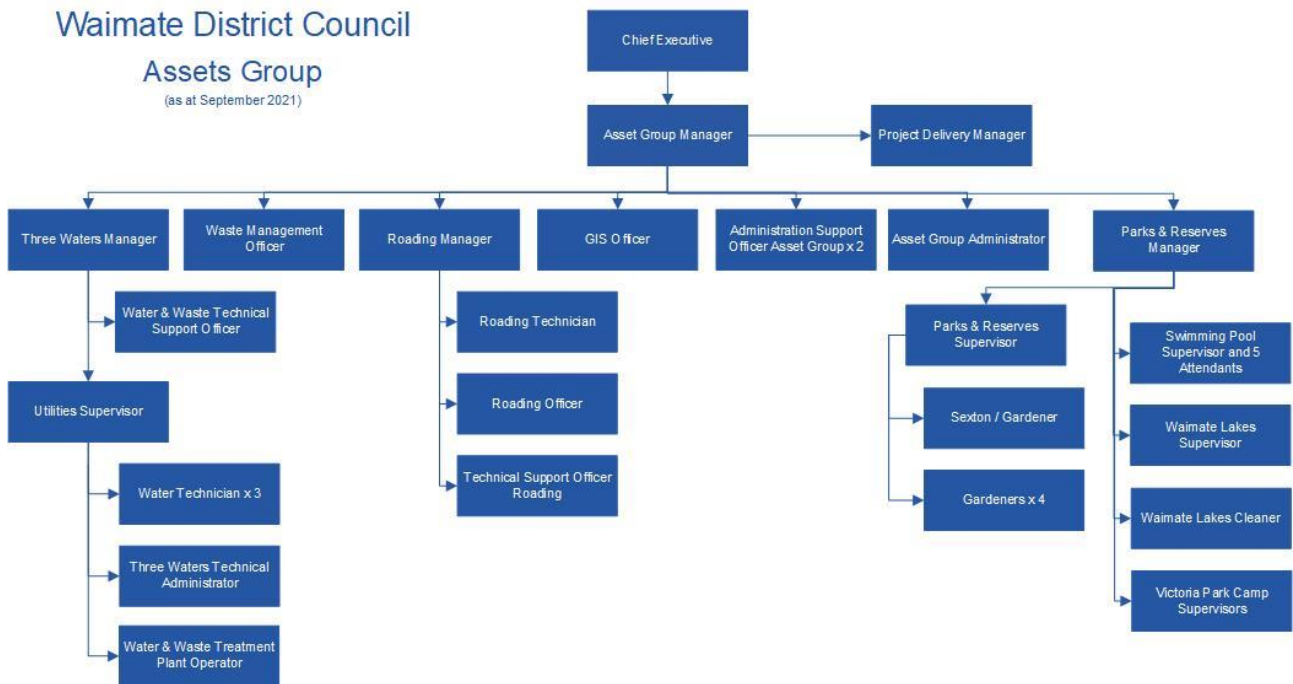 Waimate District Council
Assets Group
(as at September 2021)
Chief Executive
Asset Group Manager
Project Delivery Manager
Three Waters Manager
Waste Management
Officer
Roading Manager
GIS Officer
Administration Support
Officer Asset Group x 2
Asset Group Administrator
Parks & Reserves
Manager
Water & Waste Technical
Support Officer
Utilities Supervisor
Water Technician x 3
Three Waters Technical
Administrator
Water & Waste Treatment
Plant Operator
Roading Technician
Roading Officer
Technical Support Officer
Roading
Parks & Reserves
Supervisor
Sexton / Gardener
Gardeners x 4
Swimming Pool
Supervisor and 5
Attendants
Waimate Lakes
Supervisor
Waimate Lakes Cleaner
Victoria Park Camp
Supervisors